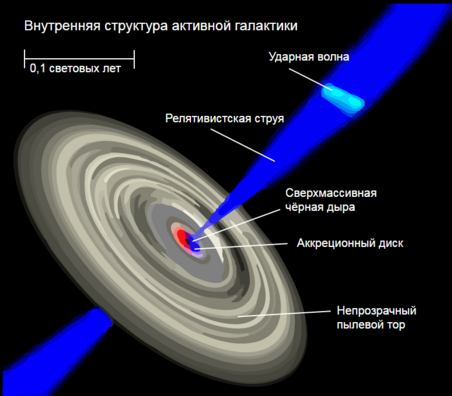 Внутренняя структура активной галактики
0,1 световых лет
Ударная волна
Релятивистская струя
Сверхмассивная
чёрная дыра
Аккреционный диск
Непрозрачный
пылевой тор